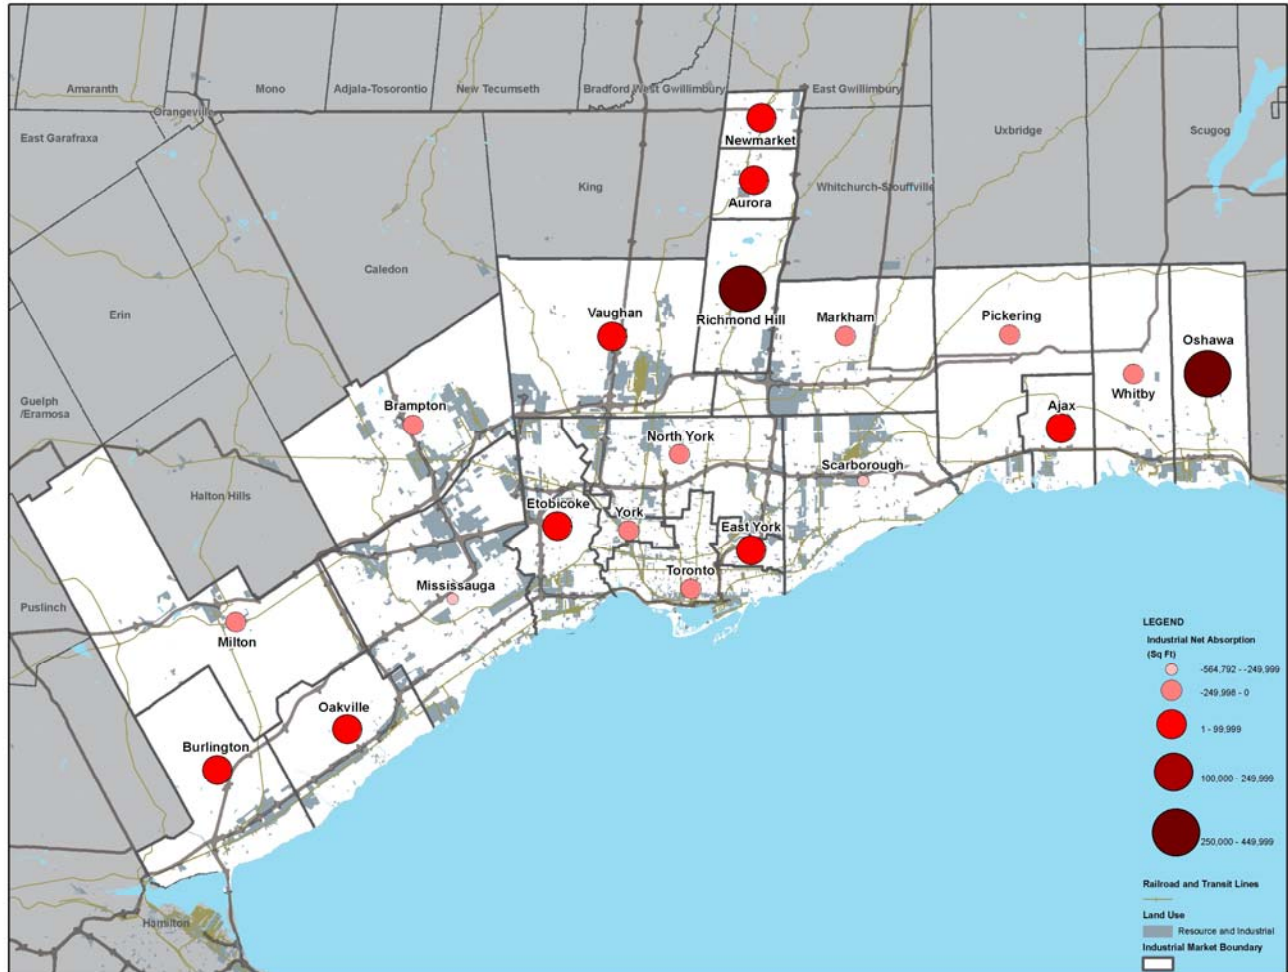 Amaranth
Mono
Adjala-Tosorontio
New Tecumseth
Bradford West Gwillimbury
East Gwillimbury
Orangeville
East Garafraxa
Uxbridge
Scugog
Newmarket
King
Whitchurch-Stouffville
Aurora
Caledon
Erin
Vaughan
Richmond Hill
Markham
Pickering
Oshawa
Whitby
Guelph
/Eramosa
Brampton
Ajax
North York
Scarborough
Halton Hills
Etobicoke
York
East York
Toronto
Mississauga
Puslinch
Milton
Oakville
Burlington
Hamilton
LEGEND
Industrial Net Absorption
(Sq Ft)
-564,792 - -249,999
-249,998 - 0
1 - 99,999
100,000 - 249,999
250,000 - 449,999
Railroad and Transit Lines
Land Use
Resource and Industrial
Industrial Market Boundary